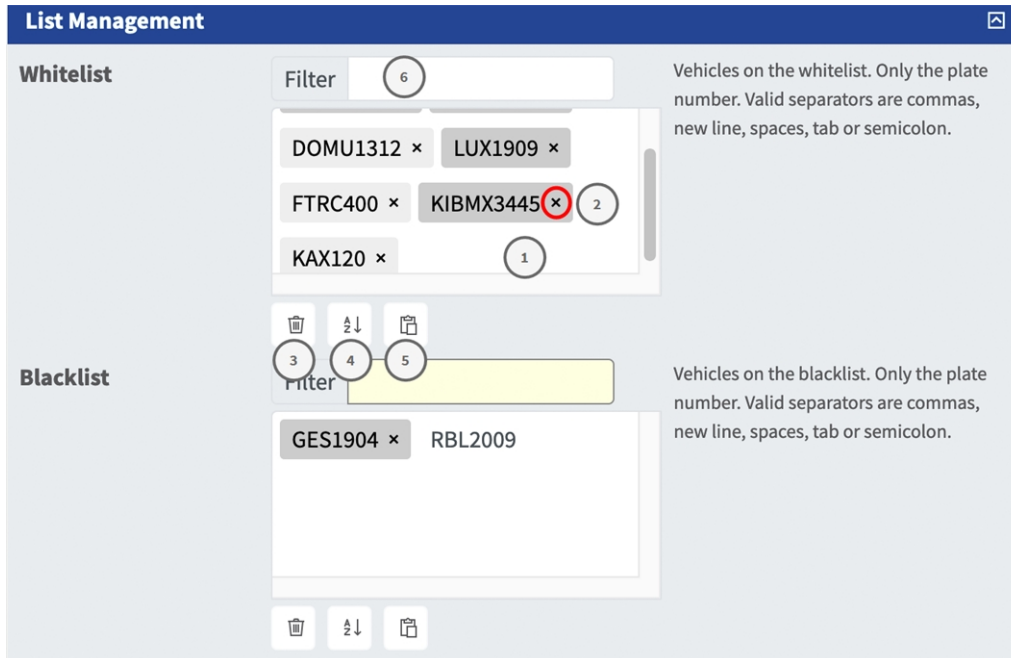 List Management
Whitelist
Filter 6
Vehicles on the whitelist. Only the plate
number. Valid separators are commas,
new line, spaces, tab or semicolon.
DOMU1312 × LUX1909 ×
FTRC400 × KIBMX3445 × 2
KAX120 × 1
A
Z
3 4 5
Blacklist
Filter
Vehicles on the blacklist. Only the plate
number. Valid separators are commas,
new line, spaces, tab or semicolon.
GES1904 × RBL2009
A
Z